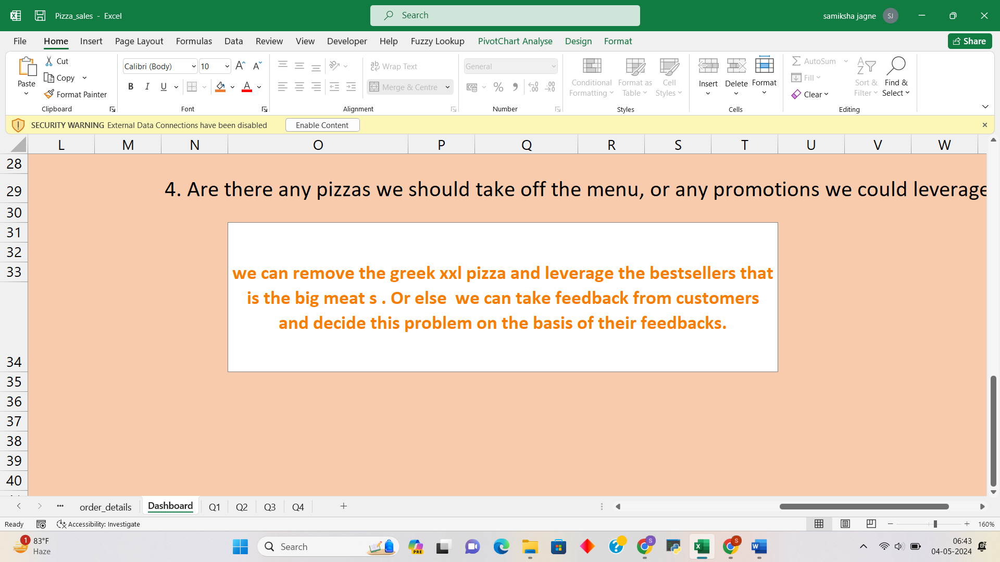 Pizza_sales - Excel
Search
samiksha jagne
SJ
File Home Insert Page Layout Formulas Data Review View Developer Help Fuzzy Lookup PivotChart Analyse Design Format
Share
Paste
Cut
Copy
Format Painter
Clipboard
Calibri (Body) 10
B I U
Font
Wrap Text
Merge & Centre
Alignment
General
Number
Conditional Formatting
Format as Table
Cell Styles
Styles
Insert Delete Format
Cells
AutoSum
Fill
Clear
Sort & Filter
Find & Select
Editing
SECURITY WARNING External Data Connections have been disabled
Enable Content
L M N O P Q R S T U V W
28
29
4. Are there any pizzas we should take off the menu, or any promotions we could leverage
30
31
32
33
we can remove the greek xxl pizza and leverage the bestsellers that
is the big meat s . Or else  we can take feedback from customers
and decide this problem on the basis of their feedbacks.
34
35
36
37
38
39
40
order_details Dashboard Q1 Q2 Q3 Q4
Ready
Accessibility: Investigate
160%
1
83°F
Haze
Search
PRE
06:43
04-05-2024